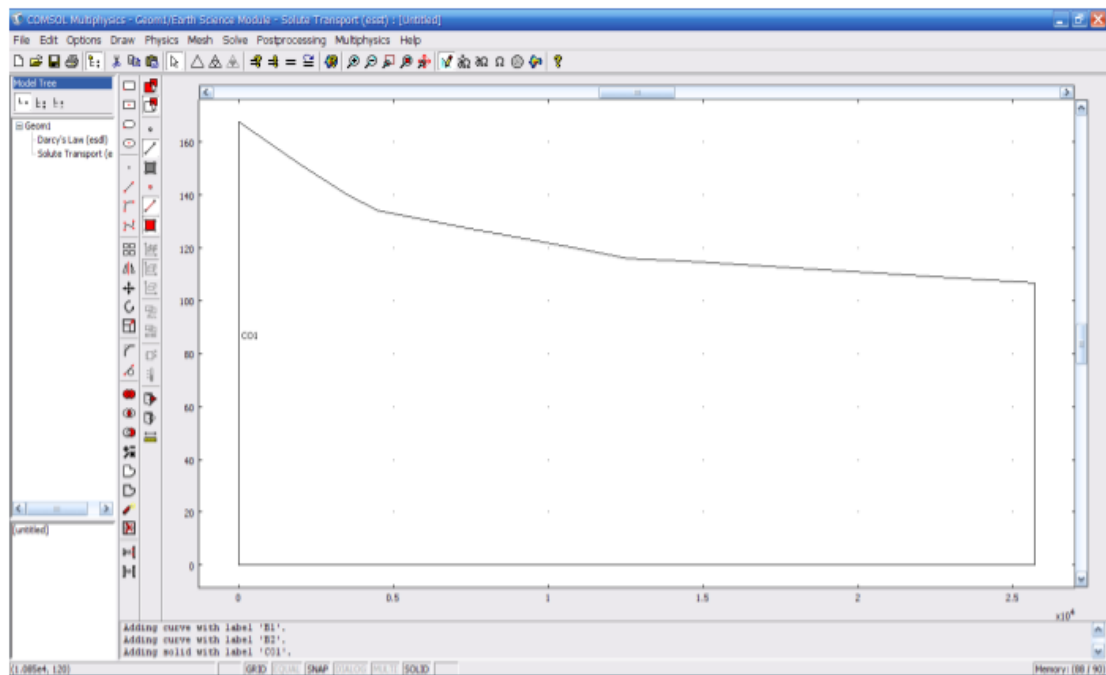 COMSOL Multiphysics - Geom1/Earth Science Module - Solute Transport (esst) : [Untitled]
File Edit Options Draw Physics Mesh Solve Postprocessing Multiphysics Help
Model Tree
Geom1
Darcy's Law (esdl)
Solute Transport (e
160
140
120
100
CO1
80
60
40
20
0
0 0.5 1 1.5 2 2.5
x10⁴
[untitled]
Adding curve with label 'B1'.
Adding curve with label 'B2'.
Adding solid with label 'CO1'.
(1.085e4, 120) GRID EQUAL SNAP DIALOG MULTI SOLID Memory: (88 / 90)